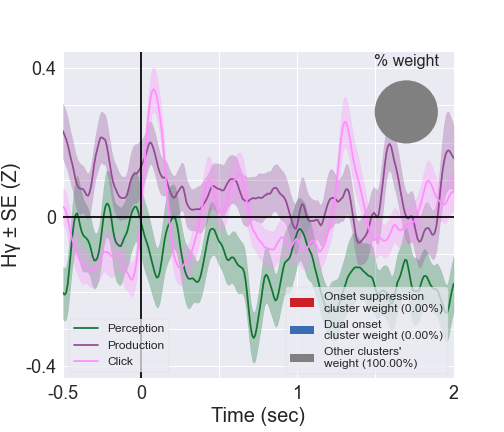 % weight
0.4
0
-0.4
Hγ ± SE (Z)
Perception
Production
Click
Onset suppression
cluster weight (0.00%)
Dual onset
cluster weight (0.00%)
Other clusters'
weight (100.00%)
-0.5
0
1
2
Time (sec)